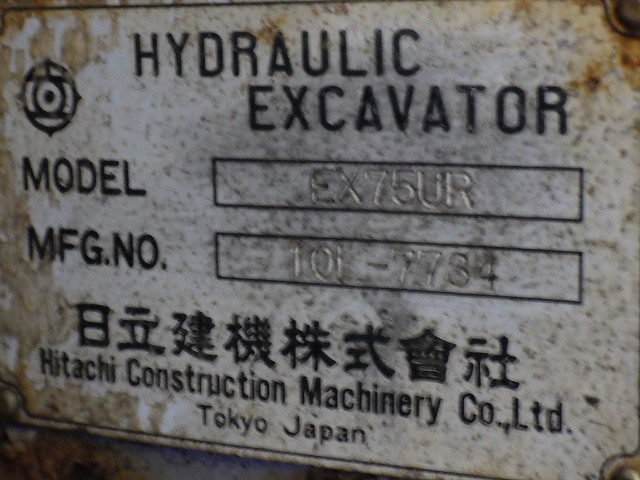 HYDRAULIC
EXCAVATOR
MODEL EX75UR
MFG.NO. 10L-7734
日立建機株式會社
Hitachi Construction Machinery Co.,Ltd.
Tokyo Japan